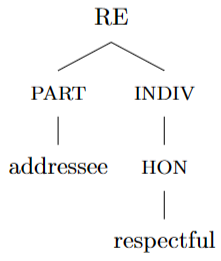 RE
PART INDIV
addressee HON
respectful